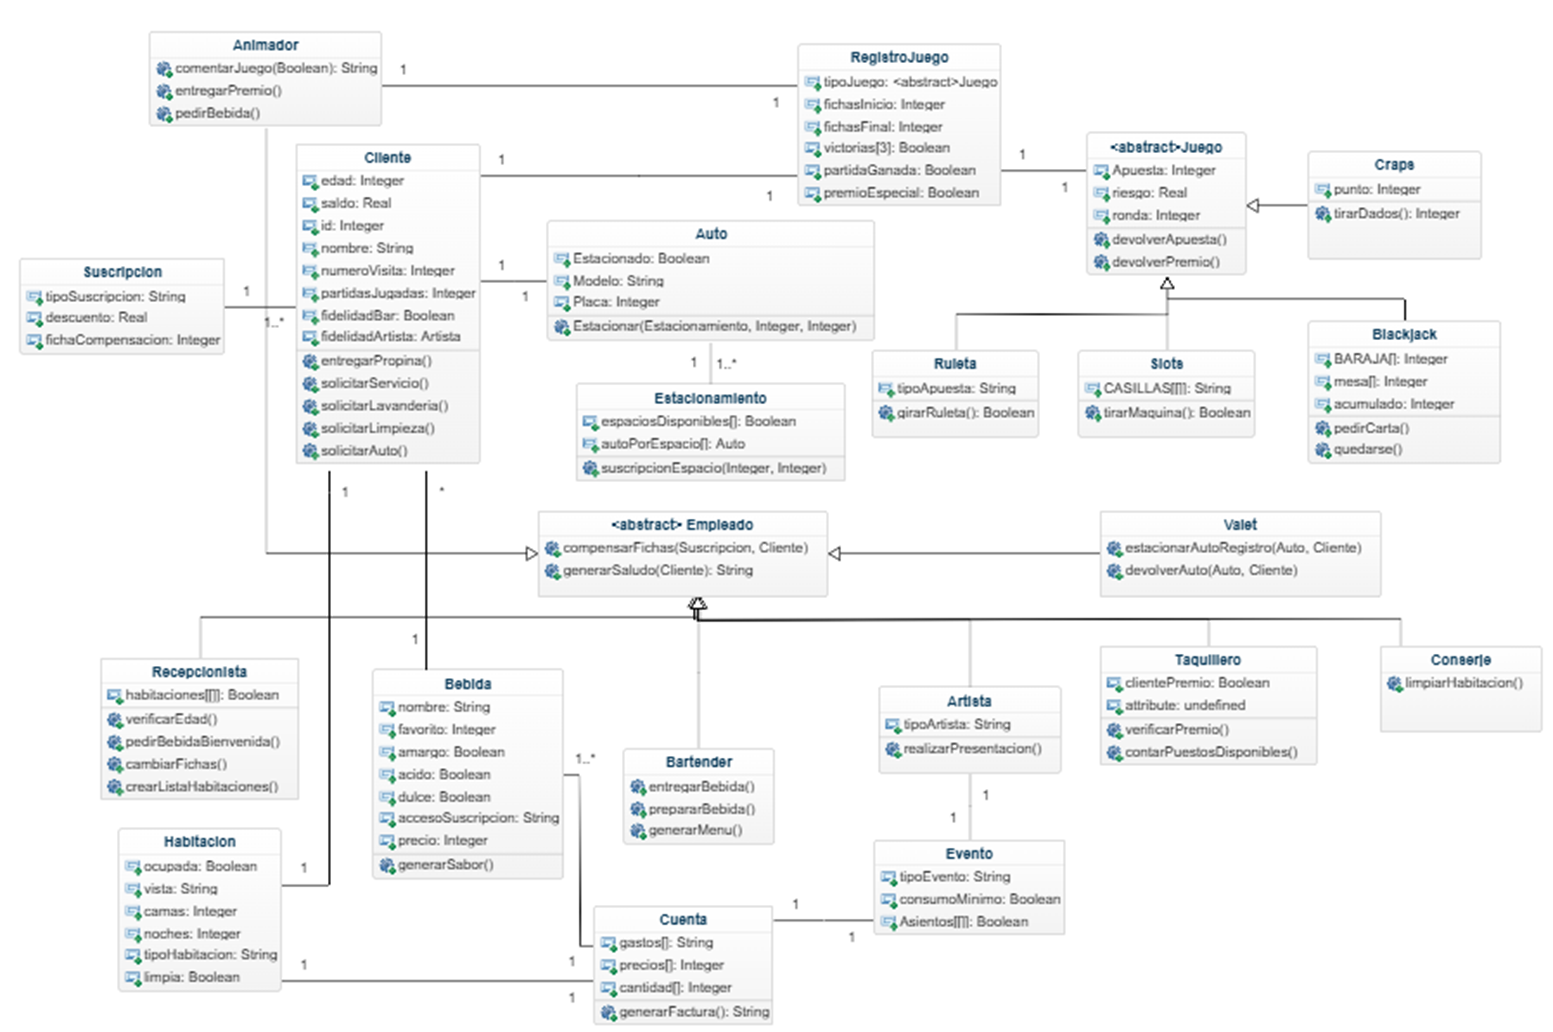 Animador
comentarJuego(Boolean): String
entregarPremio()
pedirBebida()
1
1
RegistroJuego
tipoJuego: <abstract>Juego
fichasInicio: Integer
fichasFinal: Integer
victorias[3]: Boolean
partidaGanada: Boolean
premioEspecial: Boolean
1
1
<abstract>Juego
Apuesta: Integer
riesgo: Real
ronda: Integer
devolverApuesta()
devolverPremio()
Craps
punto: Integer
tirarDados(): Integer
Cliente
edad: Integer
saldo: Real
id: Integer
nombre: String
numeroVisita: Integer
partidasJugadas: Integer
fidelidadBar: Boolean
fidelidadArtista: Artista
entregarPropina()
solicitarServicio()
solicitarLavanderia()
solicitarLimpieza()
solicitarAuto()
1
1
1
1
Auto
Estacionado: Boolean
Modelo: String
Placa: Integer
Estacionar(Estacionamiento, Integer, Integer)
Suscripcion
tipoSuscripcion: String
descuento: Real
fichaCompensacion: Integer
1
1..*
1
1..*
Estacionamiento
espaciosDisponibles[]: Boolean
autoPorEspacio[]: Auto
suscripcionEspacio(Integer, Integer)
Ruleta
tipoApuesta: String
girarRuleta(): Boolean
Slots
CASILLAS[[]]: String
tirarMaquina(): Boolean
Blackjack
BARAJA[]: Integer
mesa[]: Integer
acumulado: Integer
pedirCarta()
quedarse()
1
*
<abstract> Empleado
compensarFichas(Suscripcion, Cliente)
generarSaludo(Cliente): String
Valet
estacionarAutoRegistro(Auto, Cliente)
devolverAuto(Auto, Cliente)
1
Recepcionista
habitaciones[[]]: Boolean
verificarEdad()
pedirBebidaBienvenida()
cambiarFichas()
crearListaHabitaciones()
Bebida
nombre: String
favorito: Integer
amargo: Boolean
acido: Boolean
dulce: Boolean
accesoSuscripcion: String
precio: Integer
generarSabor()
1..*
Bartender
entregarBebida()
prepararBebida()
generarMenu()
Artista
tipoArtista: String
realizarPresentacion()
1
1
Taquillero
clientePremio: Boolean
attribute: undefined
verificarPremio()
contarPuestosDisponibles()
Conserje
limpiarHabitacion()
Habitacion
ocupada: Boolean
vista: String
camas: Integer
noches: Integer
tipoHabitacion: String
limpia: Boolean
1
1
1
1
Cuenta
gastos[]: String
precios[]: Integer
cantidad[]: Integer
generarFactura(): String
1
1
Evento
tipoEvento: String
consumoMinimo: Boolean
Asientos[[]]: Boolean